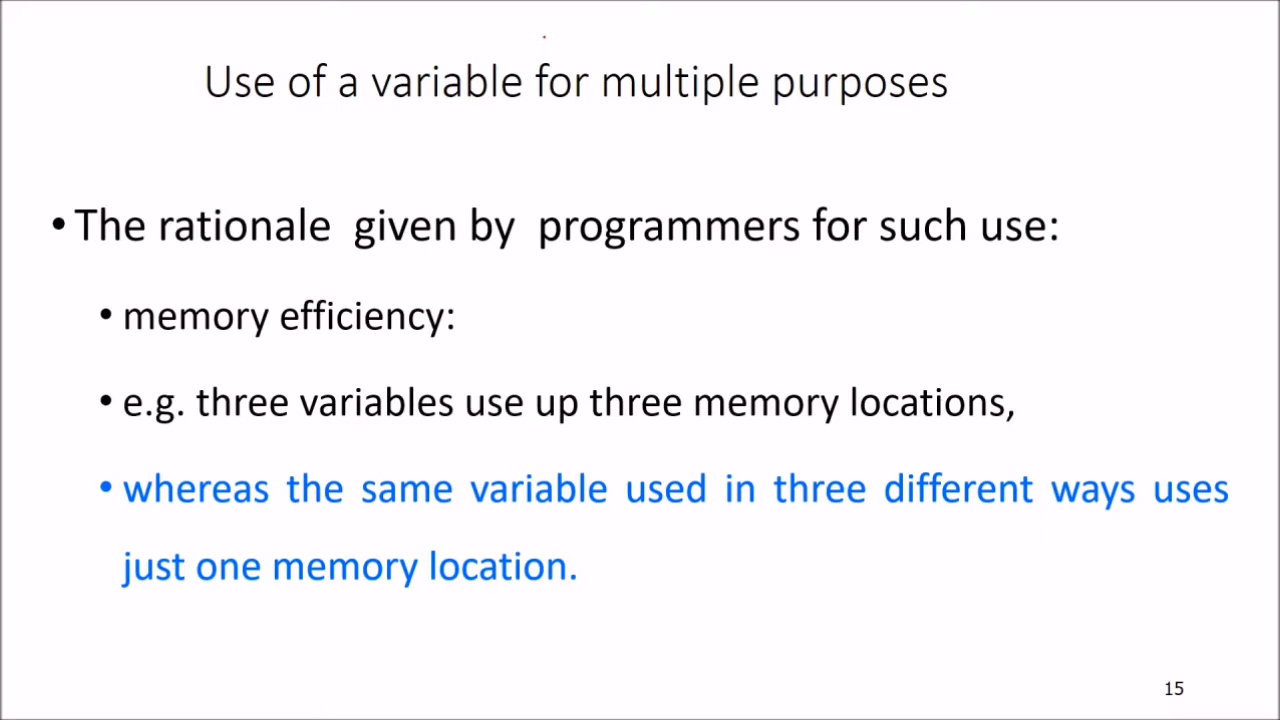 Use of a variable for multiple purposes
• The rationale given by programmers for such use:
• memory efficiency:
• e.g. three variables use up three memory locations,
• whereas the same variable used in three different ways uses
just one memory location.
15